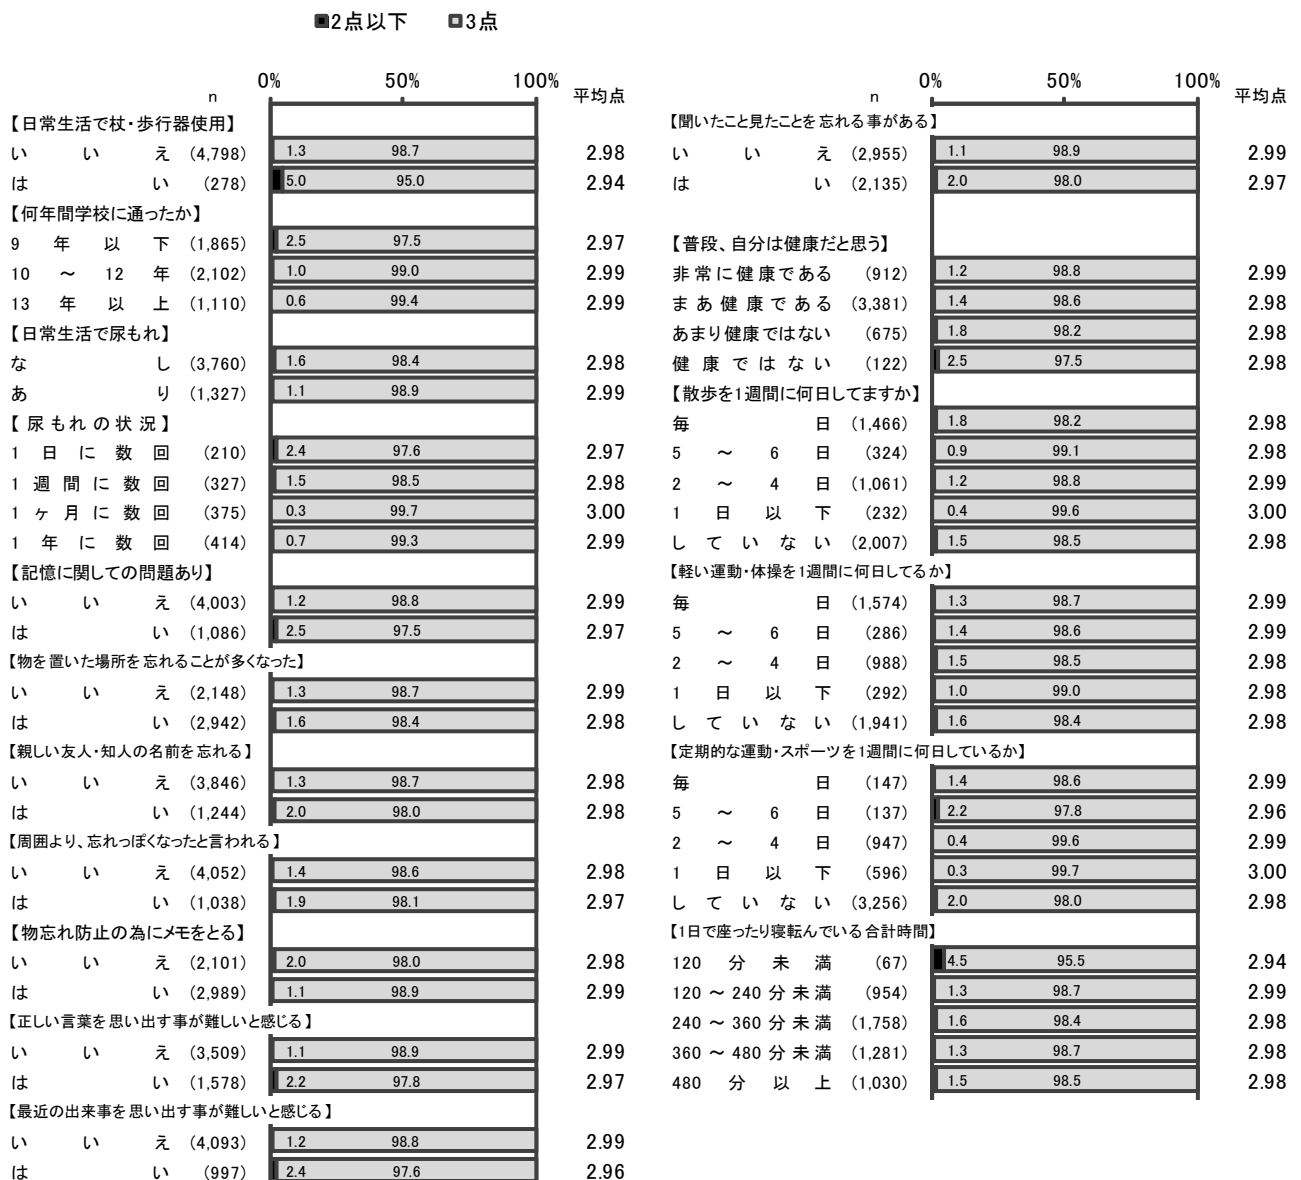 ■2点以下 □3点
0% 50% 100%
n 平均点
【日常生活で杖・歩行器使用】
いいえ (4,798) 1.3 98.7 2.98
はい (278) 5.0 95.0 2.94
【何年間学校に通ったか】
9年以下 (1,865) 2.5 97.5 2.97
10～12年 (2,102) 1.0 99.0 2.99
13年以上 (1,110) 0.6 99.4 2.99
【日常生活で尿もれ】
なし (3,760) 1.6 98.4 2.98
あり (1,327) 1.1 98.9 2.99
【尿もれの状況】
1日に数回 (210) 2.4 97.6 2.97
1週間に数回 (327) 1.5 98.5 2.98
1ヶ月に数回 (375) 0.3 99.7 3.00
1年に数回 (414) 0.7 99.3 2.99
【記憶に関しての問題あり】
いいえ (4,003) 1.2 98.8 2.99
はい (1,086) 2.5 97.5 2.97
【物を置いた場所を忘れることが多くなった】
いいえ (2,148) 1.3 98.7 2.99
はい (2,942) 1.6 98.4 2.98
【親しい友人・知人の名前を忘れる】
いいえ (3,846) 1.3 98.7 2.98
はい (1,244) 2.0 98.0 2.98
【周囲より、忘れっぽくなったと言われる】
いいえ (4,052) 1.4 98.6 2.98
はい (1,038) 1.9 98.1 2.97
【物忘れ防止の為にメモをとる】
いいえ (2,101) 2.0 98.0 2.98
はい (2,989) 1.1 98.9 2.99
【正しい言葉を思い出す事が難しいと感じる】
いいえ (3,509) 1.1 98.9 2.99
はい (1,578) 2.2 97.8 2.97
【最近の出来事を思い出す事が難しいと感じる】
いいえ (4,093) 1.2 98.8 2.99
はい (997) 2.4 97.6 2.96
0% 50% 100%
n 平均点
【聞いたこと見たことを忘れる事がある】
いいえ (2,955) 1.1 98.9 2.99
はい (2,135) 2.0 98.0 2.97
【普段、自分は健康だと思う】
非常に健康である (912) 1.2 98.8 2.99
まあ健康である (3,381) 1.4 98.6 2.98
あまり健康ではない (675) 1.8 98.2 2.98
健康ではない (122) 2.5 97.5 2.98
【散歩を1週間に何日してますか】
毎日 (1,466) 1.8 98.2 2.98
5～6日 (324) 0.9 99.1 2.98
2～4日 (1,061) 1.2 98.8 2.99
1日以下 (232) 0.4 99.6 3.00
していない (2,007) 1.5 98.5 2.98
【軽い運動・体操を1週間に何日してるか】
毎日 (1,574) 1.3 98.7 2.99
5～6日 (286) 1.4 98.6 2.99
2～4日 (988) 1.5 98.5 2.98
1日以下 (292) 1.0 99.0 2.98
していない (1,941) 1.6 98.4 2.98
【定期的な運動・スポーツを1週間に何日しているか】
毎日 (147) 1.4 98.6 2.99
5～6日 (137) 2.2 97.8 2.96
2～4日 (947) 0.4 99.6 2.99
1日以下 (596) 0.3 99.7 3.00
していない (3,256) 2.0 98.0 2.98
【1日で座ったり寝転んでいる合計時間】
120分未満 (67) 4.5 95.5 2.94
120～240分未満 (954) 1.3 98.7 2.99
240～360分未満 (1,758) 1.6 98.4 2.98
360～480分未満 (1,281) 1.3 98.7 2.98
480分以上 (1,030) 1.5 98.5 2.98